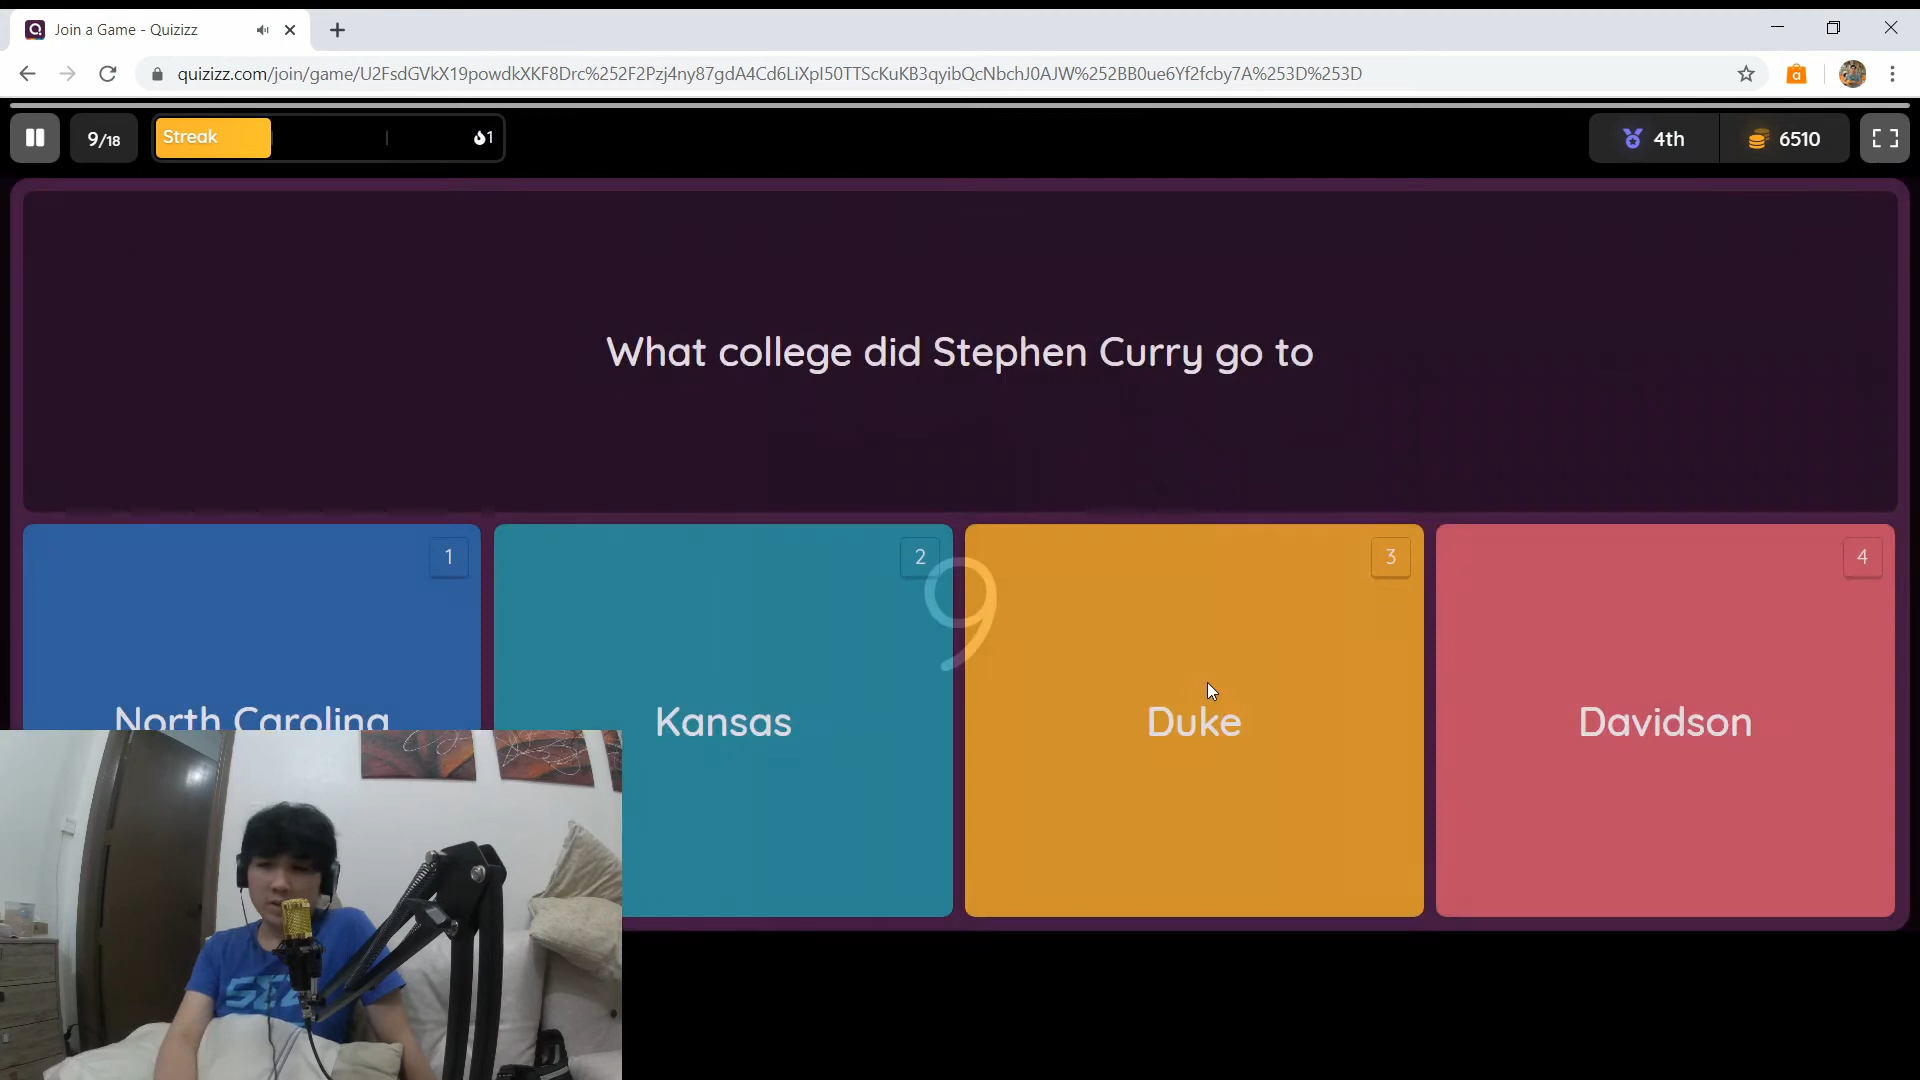 Join a Game - Quizizz
quizizz.com/join/game/U2FsdGVkX19powdkXKF8Drc%252F2Pzj4ny87gdA4Cd6LiXpI50TTScKuKB3qyibQcNbchJ0AJW%252BB0ue6Yf2fcby7A%253D%253D
9/18
Streak
1
4th
6510
What college did Stephen Curry go to
1
2
3
4
9
North Carolina
Kansas
Duke
Davidson